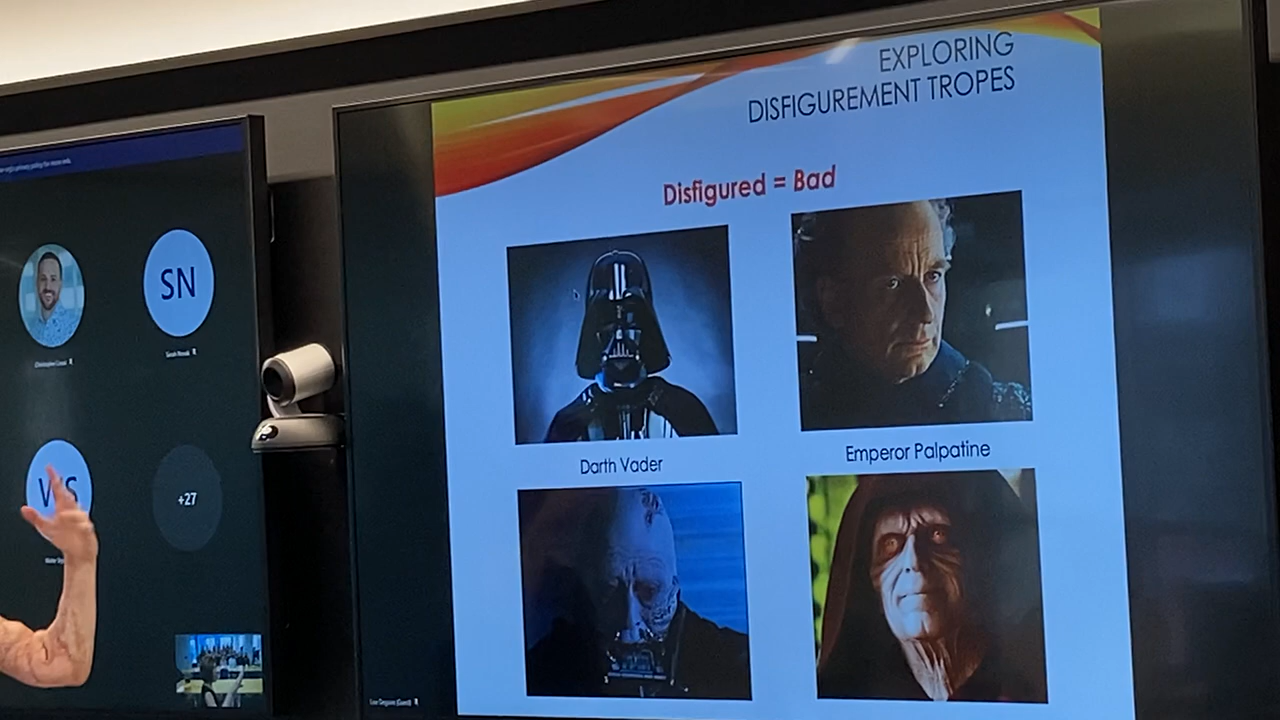 EXPLORING
DISFIGUREMENT TROPES
Disfigured = Bad
Darth Vader
Emperor Palpatine
SN
+27